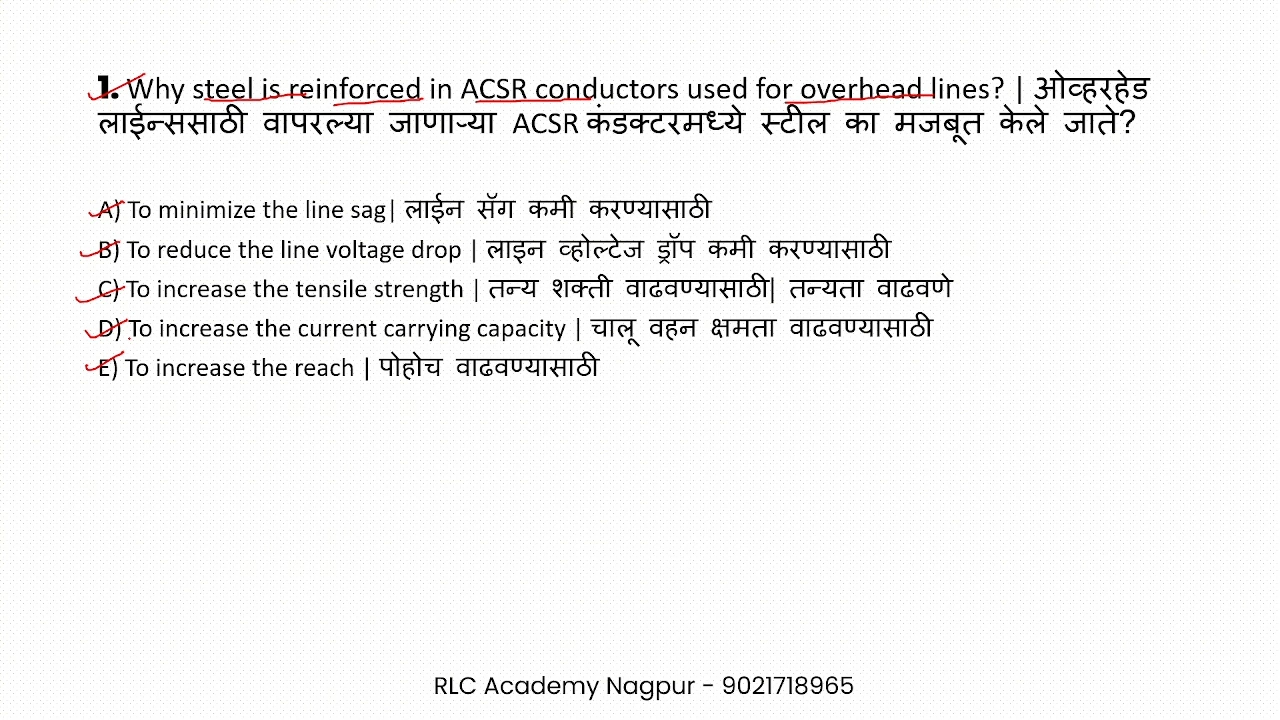 1. Why steel is reinforced in ACSR conductors used for overhead lines? | ओव्हरहेड
लाईन्ससाठी वापरल्या जाणाऱ्या ACSR कंडक्टरमध्ये स्टील का मजबूत केले जाते?
A) To minimize the line sag| लाईन सॅग कमी करण्यासाठी
B) To reduce the line voltage drop | लाइन व्होल्टेज ड्रॉप कमी करण्यासाठी
C) To increase the tensile strength | तन्य शक्ती वाढवण्यासाठी| तन्यता वाढवणे
D) To increase the current carrying capacity | चालू वहन क्षमता वाढवण्यासाठी
E) To increase the reach | पोहोच वाढवण्यासाठी
RLC Academy Nagpur - 9021718965